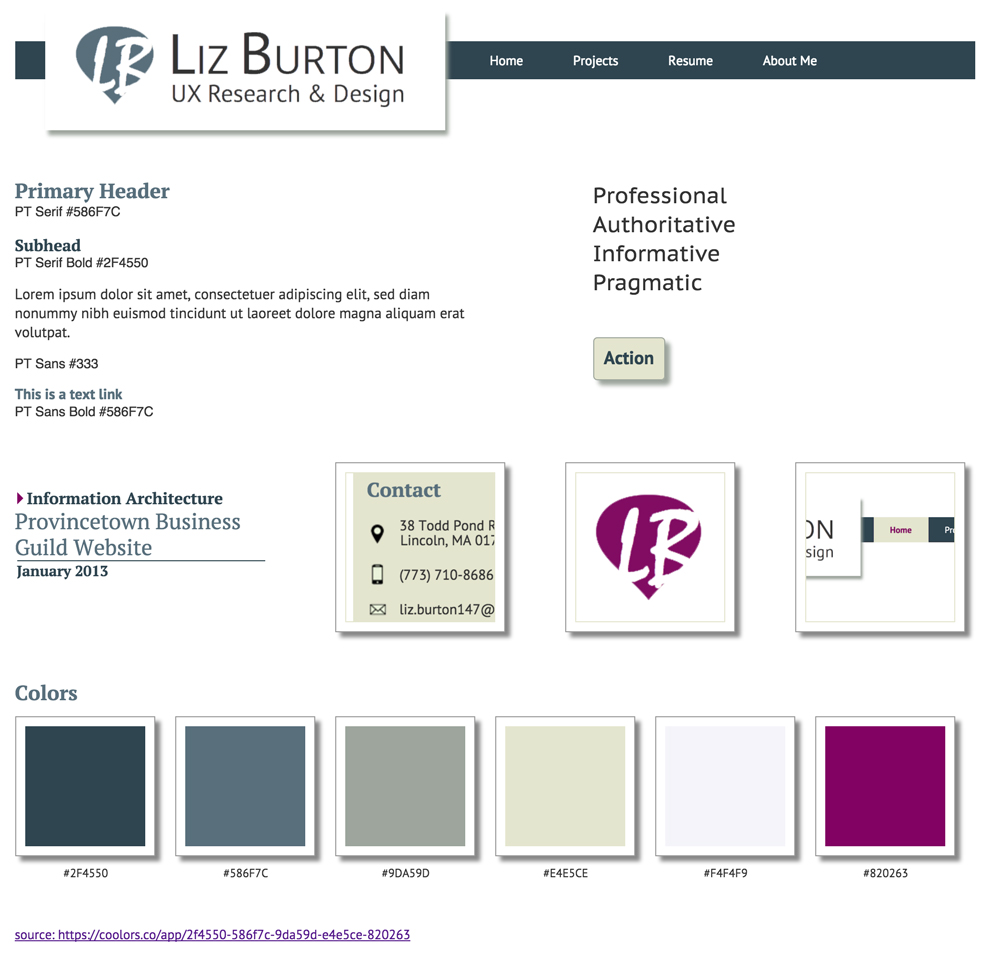 LR
LIZ BURTON
UX Research & Design
Home Projects Resume About Me
Primary Header
PT Serif #586F7C
Subhead
PT Serif Bold #2F4550
Lorem ipsum dolor sit amet, consectetuer adipiscing elit, sed diam
nonummy nibh euismod tincidunt ut laoreet dolore magna aliquam erat
volutpat.
PT Sans #333
This is a text link
PT Sans Bold #586F7C
Professional
Authoritative
Informative
Pragmatic
Action
Information Architecture
Provincetown Business
Guild Website
January 2013
Contact
38 Todd Pond R
Lincoln, MA 017
(773) 710-8686
liz.burton147@
LR
ON
sign
Home
Pr
Colors
#2F4550
#586F7C
#9DA59D
#E4E5CE
#F4F4F9
#820263
source: https://coolors.co/app/2f4550-586f7c-9da59d-e4e5ce-820263